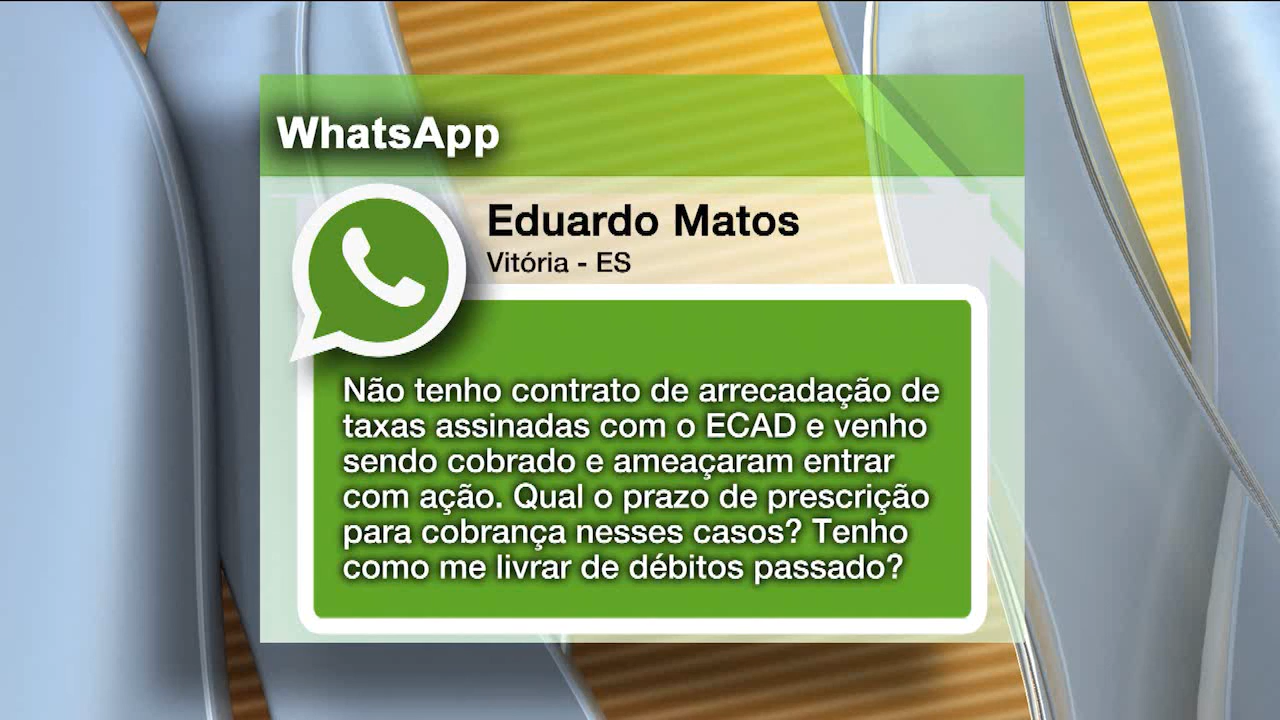 WhatsApp
Eduardo Matos
Vitória - ES
Não tenho contrato de arrecadação de
taxas assinadas com o ECAD e venho
sendo cobrado e ameaçaram entrar
com ação. Qual o prazo de prescrição
para cobrança nesses casos? Tenho
como me livrar de débitos passado?